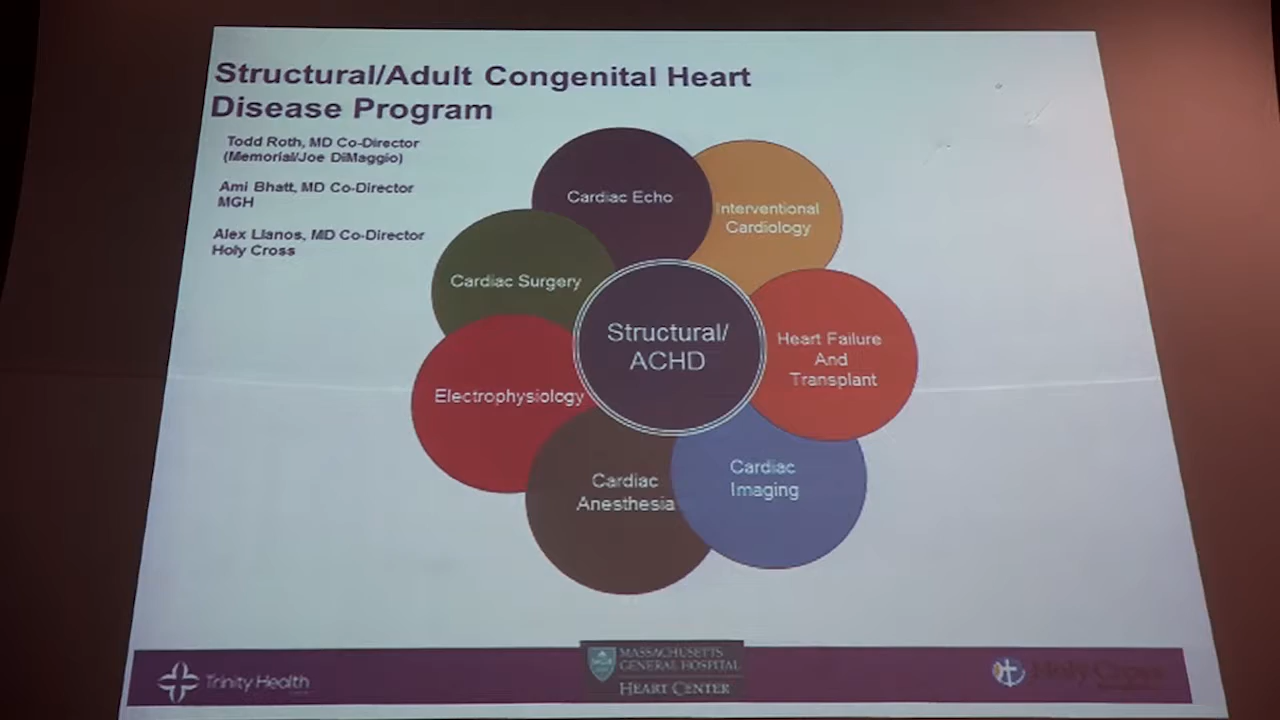 Structural/Adult Congenital Heart
Disease Program
Todd Roth, MD Co-Director
(Memorial/Joe DiMaggio)
Ami Bhatt, MD Co-Director
MGH
Alex Llanos, MD Co-Director
Holy Cross
Cardiac Echo
Interventional
Cardiology
Cardiac Surgery
Structural/
ACHD
Heart Failure
And
Transplant
Electrophysiology
Cardiac
Imaging
Cardiac
Anesthesia
Trinity Health
MASSACHUSETTS
GENERAL HOSPITAL
HEART CENTER
Holy Cross